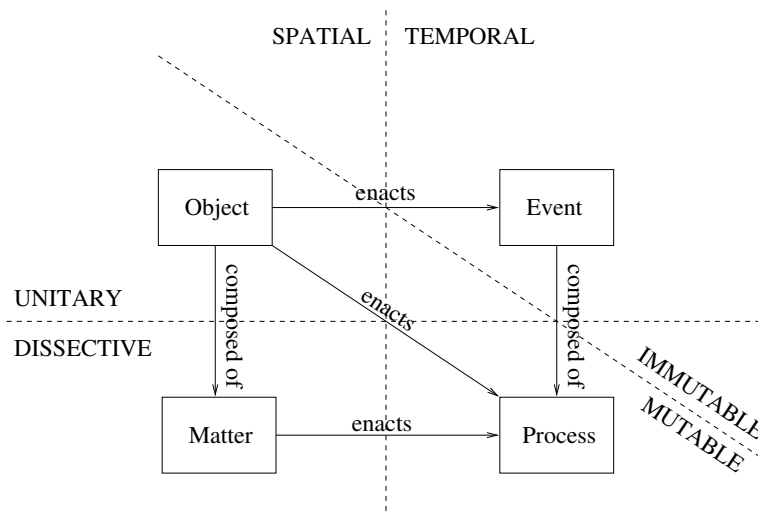 SPATIAL
TEMPORAL
Object
enacts
Event
composed of
enacts
composed of
UNITARY
DISSECTIVE
IMMUTABLE
MUTABLE
Matter
enacts
Process